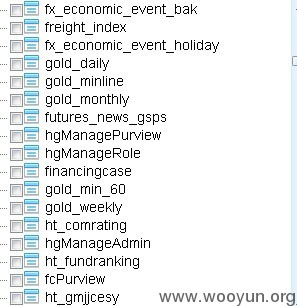 fx_economic_event_bak
freight_index
fx_economic_event_holiday
gold_daily
gold_minline
gold_monthly
futures_news_gsps
hgManagePurview
hgManageRole
financingcase
gold_min_60
gold_weekly
ht_comrating
hgManageAdmin
ht_fundranking
fcPurview
ht_gmjjcesy
www.wooyun.org